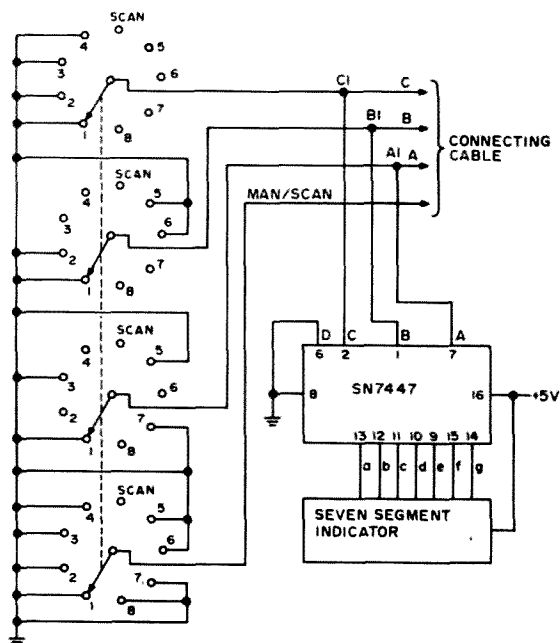 SCAN
4
5
3
6
2
7
1
8
C1 C
B1 B
A1 A
CONNECTING
CABLE
MAN/SCAN
SCAN
4
5
3
6
2
7
1
8
SCAN
4
5
3
6
2
7
1
8
SCAN
4
5
3
6
2
7
1
8
D C B A
6 2 1 7
8 SN7447 16 +5V
13 12 11 10 9 15 14
a b c d e f g
SEVEN SEGMENT
INDICATOR